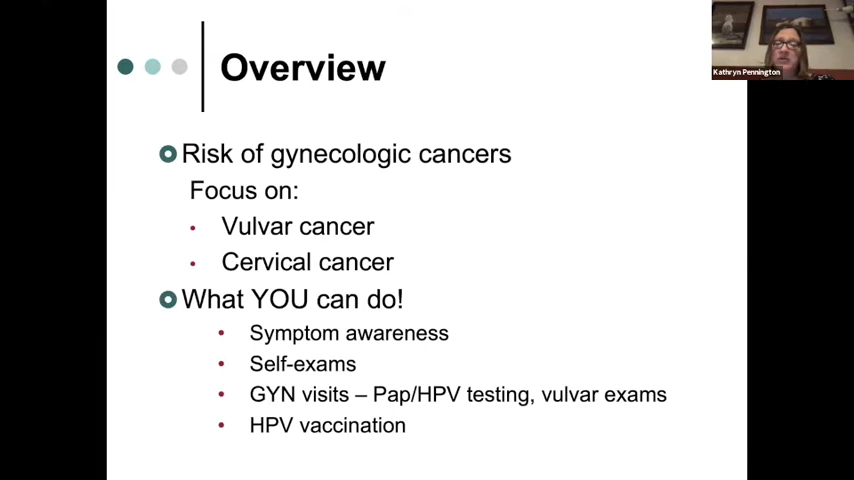 Overview
Risk of gynecologic cancers
Focus on:
• Vulvar cancer
• Cervical cancer
What YOU can do!
• Symptom awareness
• Self-exams
• GYN visits – Pap/HPV testing, vulvar exams
• HPV vaccination
Kathryn Pennington